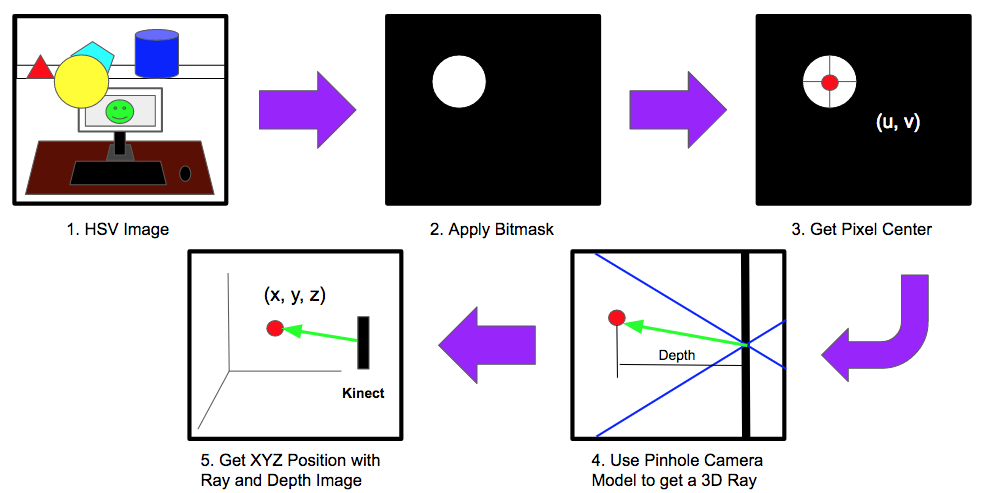 1. HSV Image
2. Apply Bitmask
(u, v)
3. Get Pixel Center
Depth
4. Use Pinhole Camera
Model to get a 3D Ray
(x, y, z)
Kinect
5. Get XYZ Position with
Ray and Depth Image